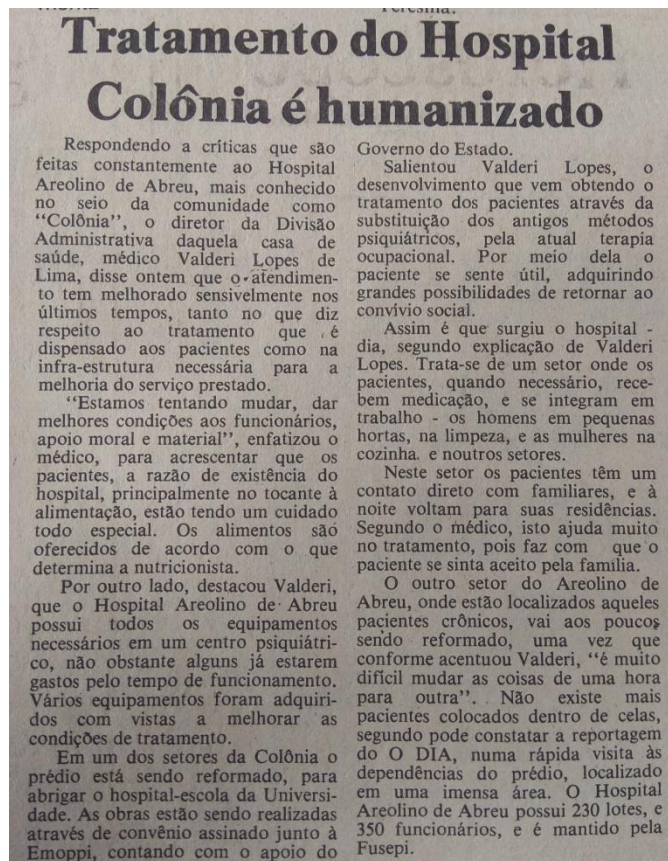 Teresina.
Tratamento do Hospital
Colônia é humanizado
Respondendo a críticas que são
feitas constantemente ao Hospital
Areolino de Abreu, mais conhecido
no seio da comunidade como
"Colônia", o diretor da Divisão
Administrativa daquela casa de
saúde, médico Valderi Lopes de
Lima, disse ontem que o atendimen-
to tem melhorado sensivelmente nos
últimos tempos, tanto no que diz
respeito ao tratamento que é
dispensado aos pacientes como na
infra-estrutura necessária para a
melhoria do serviço prestado.
"Estamos tentando mudar, dar
melhores condições aos funcionários,
apoio moral e material", enfatizou o
médico, para acrescentar que os
pacientes, a razão de existência do
hospital, principalmente no tocante à
alimentação, estão tendo um cuidado
todo especial. Os alimentos são
oferecidos de acordo com o que
determina a nutricionista.
Por outro lado, destacou Valderi,
que o Hospital Areolino de Abreu
possui todos os equipamentos
necessários em um centro psiquiátri-
co, não obstante alguns já estarem
gastos pelo tempo de funcionamento.
Vários equipamentos foram adquiri-
dos com vistas a melhorar as
condições de tratamento.
Em um dos setores da Colônia o
prédio está sendo reformado, para
abrigar o hospital-escola da Universi-
dade. As obras estão sendo realizadas
através de convênio assinado junto à
Emoppi, contando com o apoio do
Governo do Estado.
Salientou Valderi Lopes, o
desenvolvimento que vem obtendo o
tratamento dos pacientes através da
substituição dos antigos métodos
psiquiátricos, pela atual terapia
ocupacional. Por meio dela o
paciente se sente útil, adquirindo
grandes possibilidades de retornar ao
convívio social.
Assim é que surgiu o hospital -
dia, segundo explicação de Valderi
Lopes. Trata-se de um setor onde os
pacientes, quando necessário, rece-
bem medicação, e se integram em
trabalho - os homens em pequenas
hortas, na limpeza, e as mulheres na
cozinha e noutros setores.
Neste setor os pacientes têm um
contato direto com familiares, e à
noite voltam para suas residências.
Segundo o médico, isto ajuda muito
no tratamento, pois faz com que o
paciente se sinta aceito pela família.
O outro setor do Areolino de
Abreu, onde estão localizados aqueles
pacientes crônicos, vai aos poucos
sendo reformado, uma vez que
conforme acentuou Valderi, "é muito
difícil mudar as coisas de uma hora
para outra". Não existe mais
pacientes colocados dentro de celas,
segundo pode constatar a reportagem
do O DIA, numa rápida visita às
dependências do prédio, localizado
em uma imensa área. O Hospital
Areolino de Abreu possui 230 lotes, e
350 funcionários, e é mantido pela
Fusepi.